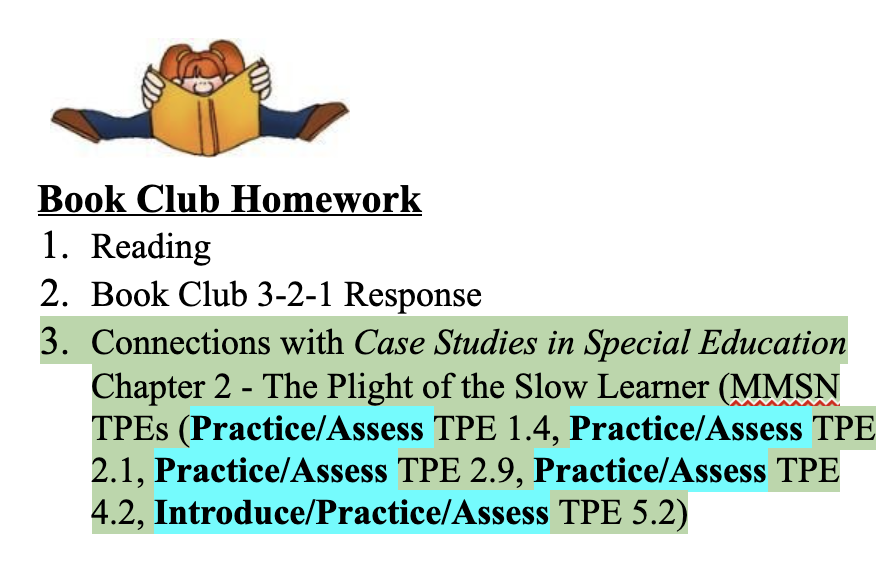 Book Club Homework
1. Reading
2. Book Club 3-2-1 Response
3. Connections with Case Studies in Special Education
Chapter 2 - The Plight of the Slow Learner (MMSN
TPEs (Practice/Assess TPE 1.4, Practice/Assess TPE
2.1, Practice/Assess TPE 2.9, Practice/Assess TPE
4.2, Introduce/Practice/Assess TPE 5.2)